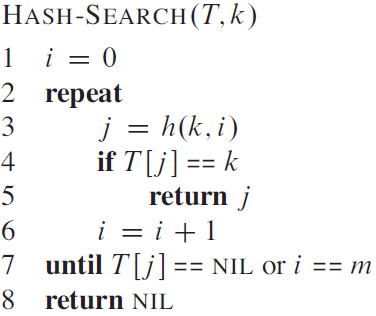 HASH-SEARCH(T, k)
1 i = 0
2 repeat
3 j = h(k, i)
4 if T[j] == k
5 return j
6 i = i + 1
7 until T[j] == NIL or i == m
8 return NIL